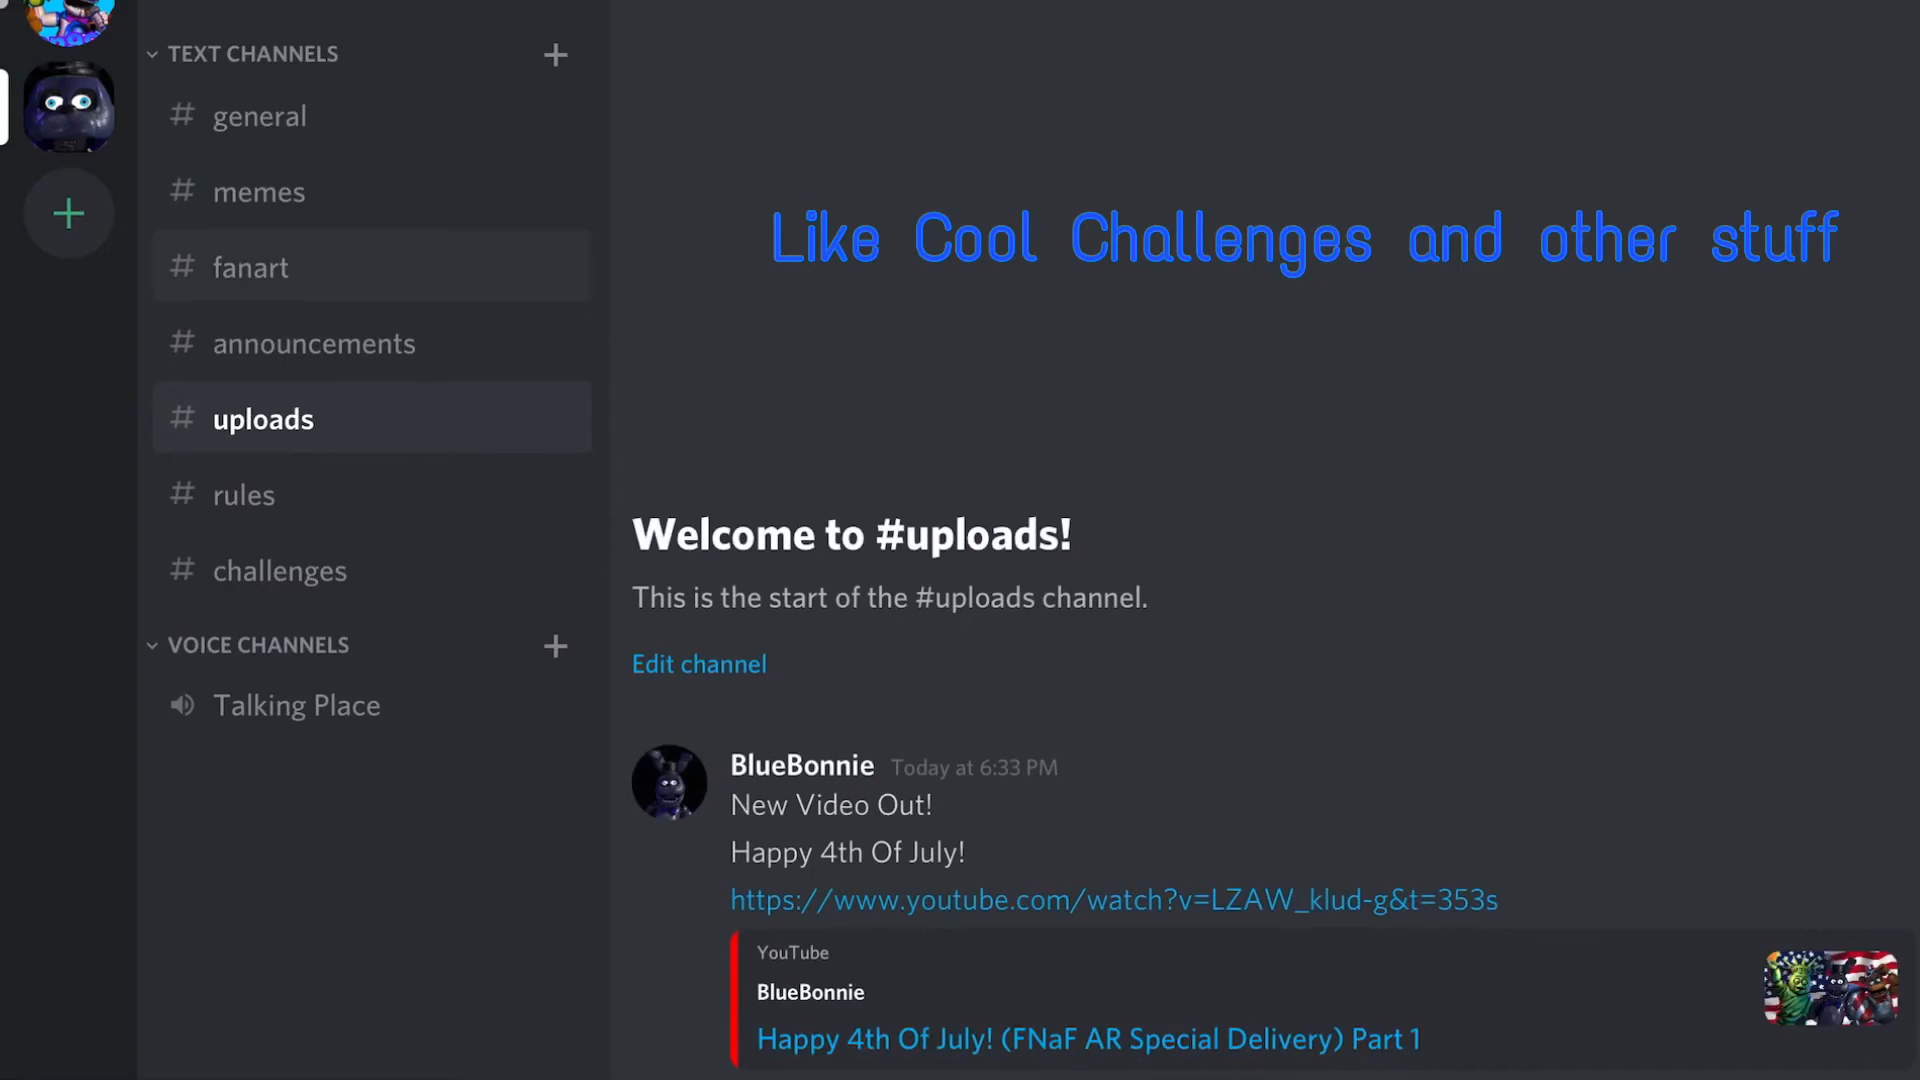 TEXT CHANNELS
general
memes
fanart
announcements
uploads
rules
challenges
VOICE CHANNELS
Talking Place
Like Cool Challenges and other stuff
Welcome to #uploads!
This is the start of the #uploads channel.
Edit channel
BlueBonnie Today at 6:33 PM
New Video Out!
Happy 4th Of July!
https://www.youtube.com/watch?v=LZAW_klud-g&t=353s
YouTube
BlueBonnie
Happy 4th Of July! (FNaF AR Special Delivery) Part 1